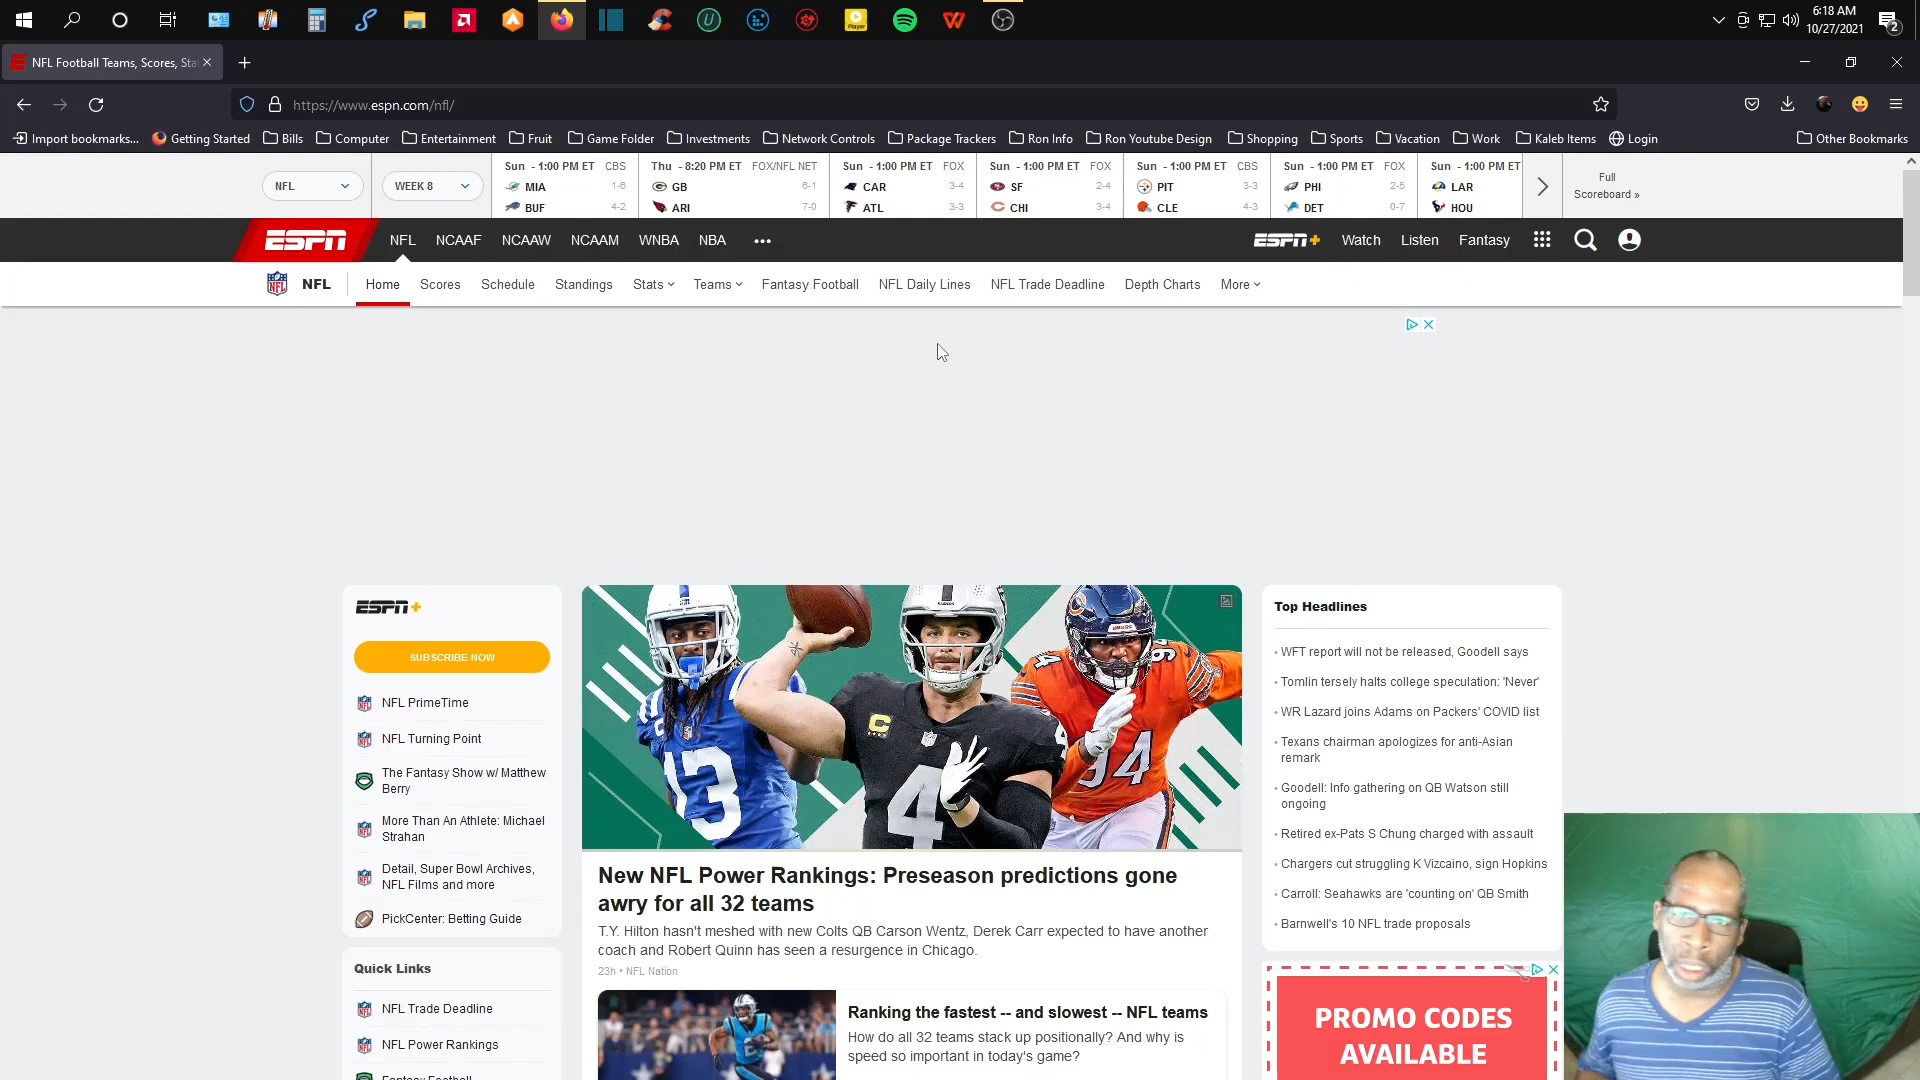 6:18 AM
10/27/2021
2
NFL Football Teams, Scores, Sta
https://www.espn.com/nfl/
Import bookmarks... Getting Started Bills Computer Entertainment Fruit Game Folder Investments Network Controls Package Trackers Ron Info Ron Youtube Design Shopping Sports Vacation Work Kaleb Items Login Other Bookmarks
NFL WEEK 8
Sun - 1:00 PM ET CBS
MIA 1-6
BUF 4-2
Thu - 8:20 PM ET FOX/NFL NET
GB 6-1
ARI 7-0
Sun - 1:00 PM ET FOX
CAR 3-4
ATL 3-3
Sun - 1:00 PM ET FOX
SF 2-4
CHI 3-4
Sun - 1:00 PM ET CBS
PIT 3-3
CLE 4-3
Sun - 1:00 PM ET FOX
PHI 2-5
DET 0-7
Sun - 1:00 PM ET
LAR
HOU
Full
Scoreboard »
ESPN NFL NCAAF NCAAW NCAAM WNBA NBA ESPN+ Watch Listen Fantasy
NFL Home Scores Schedule Standings Stats Teams Fantasy Football NFL Daily Lines NFL Trade Deadline Depth Charts More
ESPN+
SUBSCRIBE NOW
NFL PrimeTime
NFL Turning Point
The Fantasy Show w/ Matthew
Berry
More Than An Athlete: Michael
Strahan
Detail, Super Bowl Archives,
NFL Films and more
PickCenter: Betting Guide
Quick Links
NFL Trade Deadline
NFL Power Rankings
Fantasy Football
13
C
4
94
New NFL Power Rankings: Preseason predictions gone
awry for all 32 teams
T.Y. Hilton hasn't meshed with new Colts QB Carson Wentz, Derek Carr expected to have another
coach and Robert Quinn has seen a resurgence in Chicago.
23h • NFL Nation
Ranking the fastest -- and slowest -- NFL teams
How do all 32 teams stack up positionally? And why is
speed so important in today's game?
Top Headlines
WFT report will not be released, Goodell says
Tomlin tersely halts college speculation: 'Never'
WR Lazard joins Adams on Packers' COVID list
Texans chairman apologizes for anti-Asian
remark
Goodell: Info gathering on QB Watson still
ongoing
Retired ex-Pats S Chung charged with assault
Chargers cut struggling K Vizcaino, sign Hopkins
Carroll: Seahawks are 'counting on' QB Smith
Barnwell's 10 NFL trade proposals
PROMO CODES
AVAILABLE